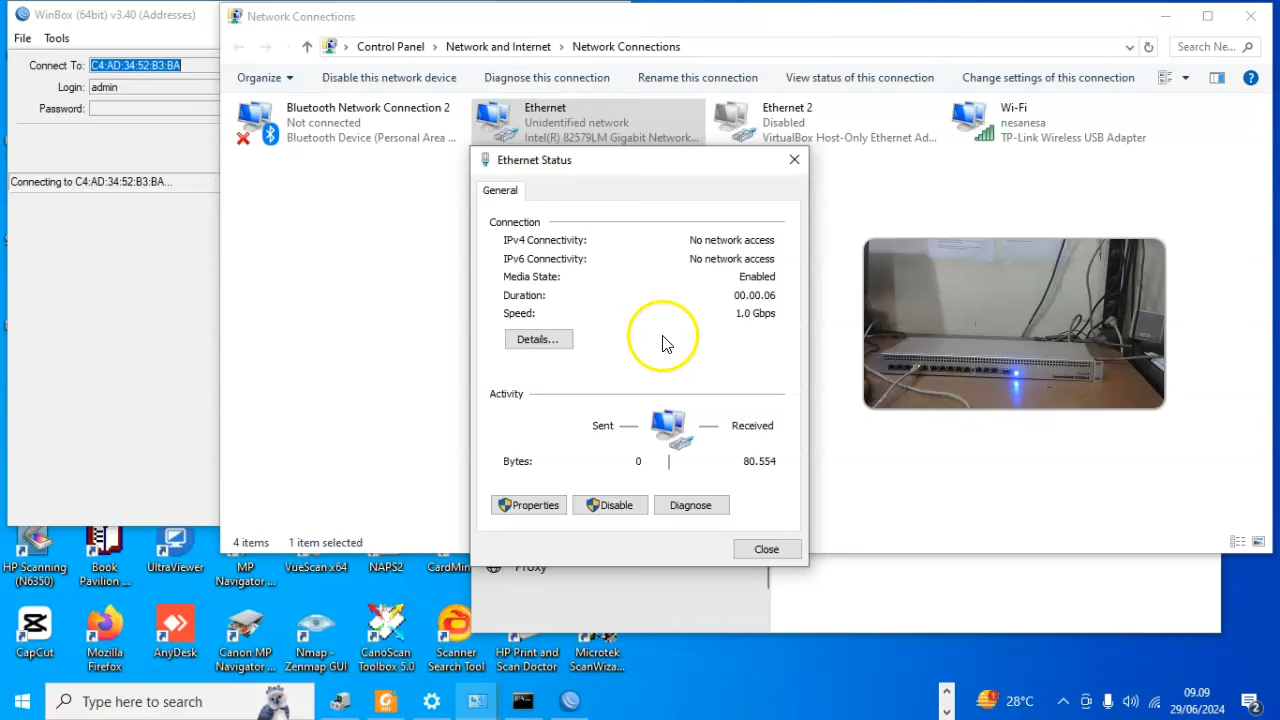 WinBox (64bit) v3.40 (Addresses)
File Tools
Connect To: C4:AD:34:52:B3:BA
Login: admin
Password:
Connecting to C4:AD:34:52:B3:BA...
Network Connections
Control Panel > Network and Internet > Network Connections
Search Ne...
Organize Disable this network device Diagnose this connection Rename this connection View status of this connection Change settings of this connection
Bluetooth Network Connection 2
Not connected
Bluetooth Device (Personal Area ...
Ethernet
Unidentified network
Intel(R) 82579LM Gigabit Network...
Ethernet 2
Disabled
VirtualBox Host-Only Ethernet Ad...
Wi-Fi
nesanesa
TP-Link Wireless USB Adapter
Ethernet Status
General
Connection
IPv4 Connectivity: No network access
IPv6 Connectivity: No network access
Media State: Enabled
Duration: 00.00.06
Speed: 1.0 Gbps
Details...
Activity
Sent — — Received
Bytes: 0 80.554
Properties Disable Diagnose
Close
4 items 1 item selected
Proxy
HP Scanning (N6350)
Book Pavilion ...
UltraViewer
MP Navigator ...
VueScan x64
NAPS2
CardMin
CapCut
Mozilla Firefox
AnyDesk
Canon MP Navigator ...
Nmap - Zenmap GUI
CanoScan Toolbox 5.0
Scanner Search Tool
HP Print and Scan Doctor
Microtek ScanWiza...
Type here to search
28°C
09.09
29/06/2024
2